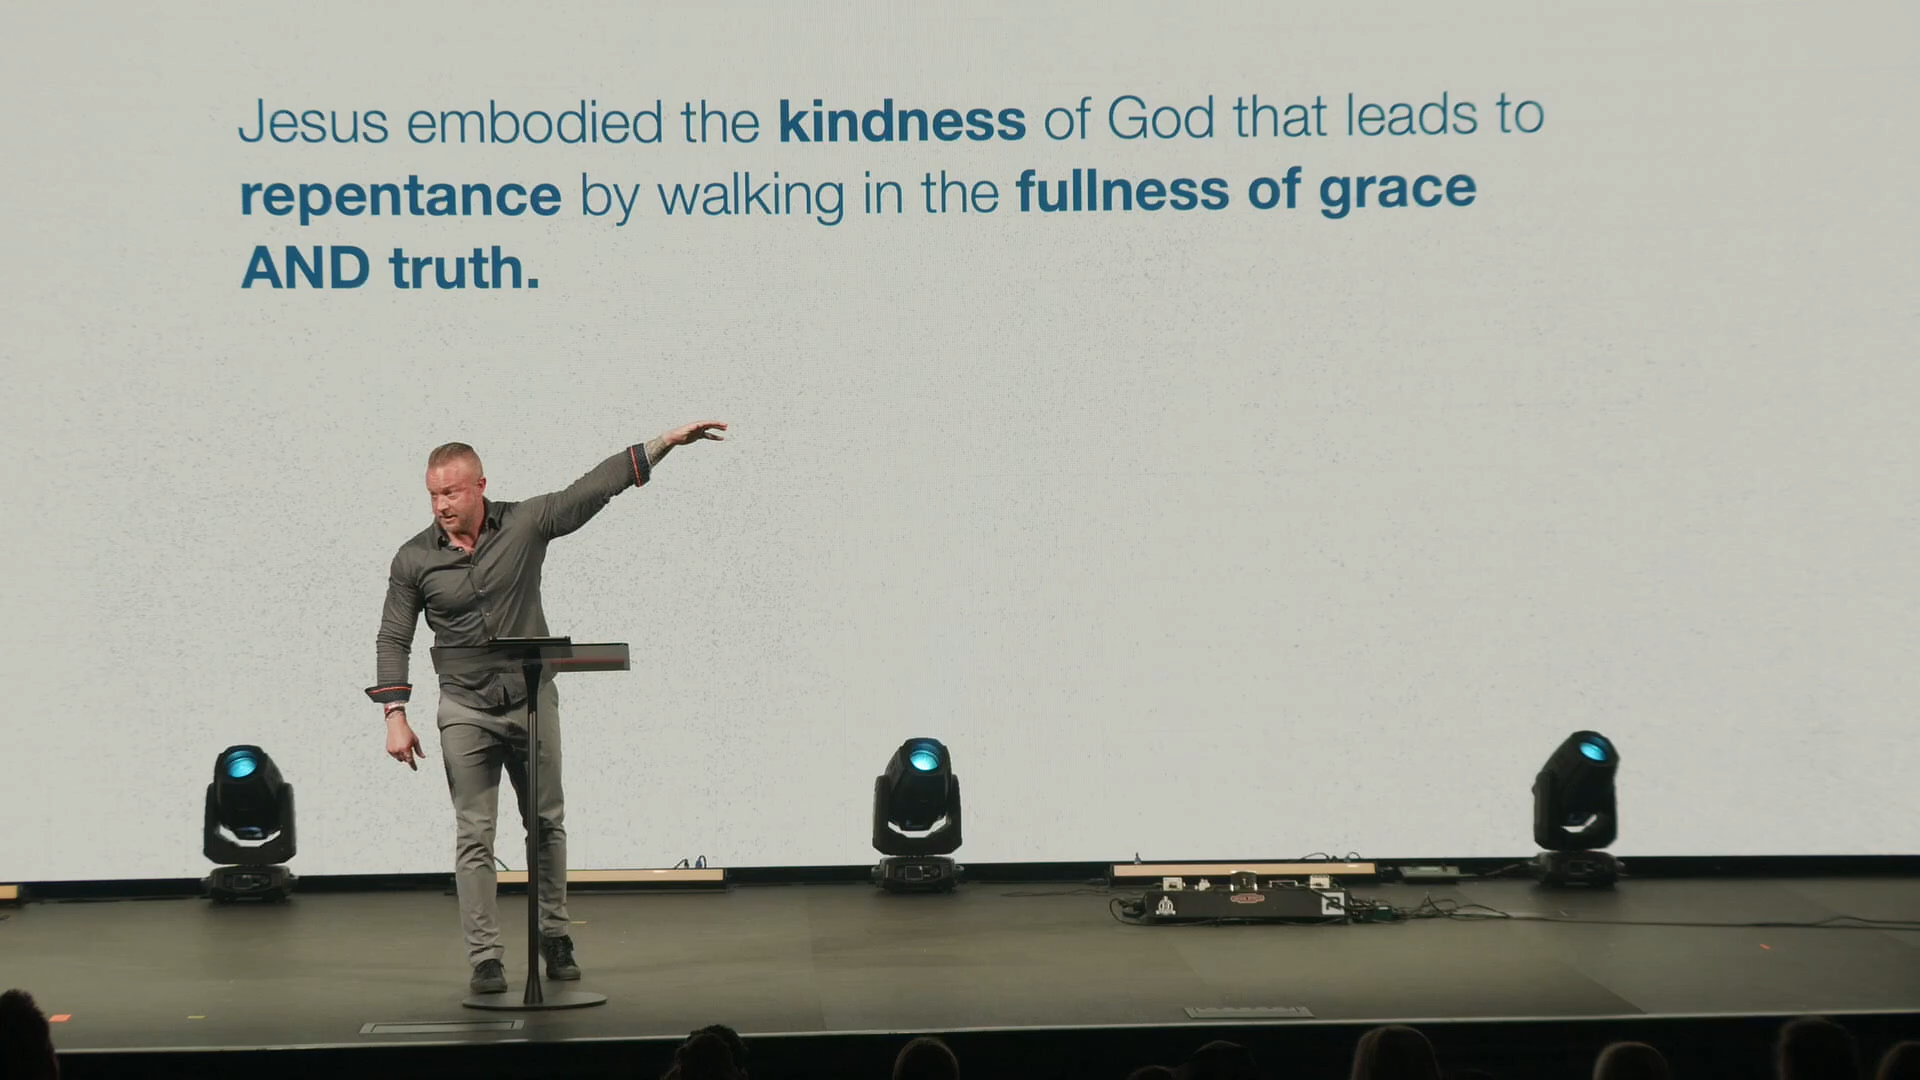 Jesus embodied the kindness of God that leads to
repentance by walking in the fullness of grace
AND truth.